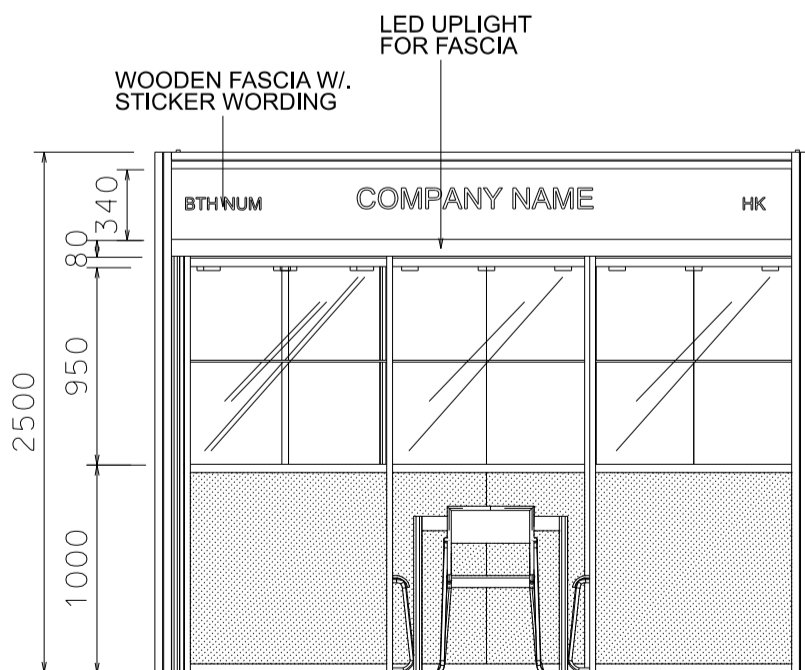 LED UPLIGHT
FOR FASCIA
WOODEN FASCIA W/.
STICKER WORDING
BTH NUM
COMPANY NAME
HK
340
80
950
2500
1000